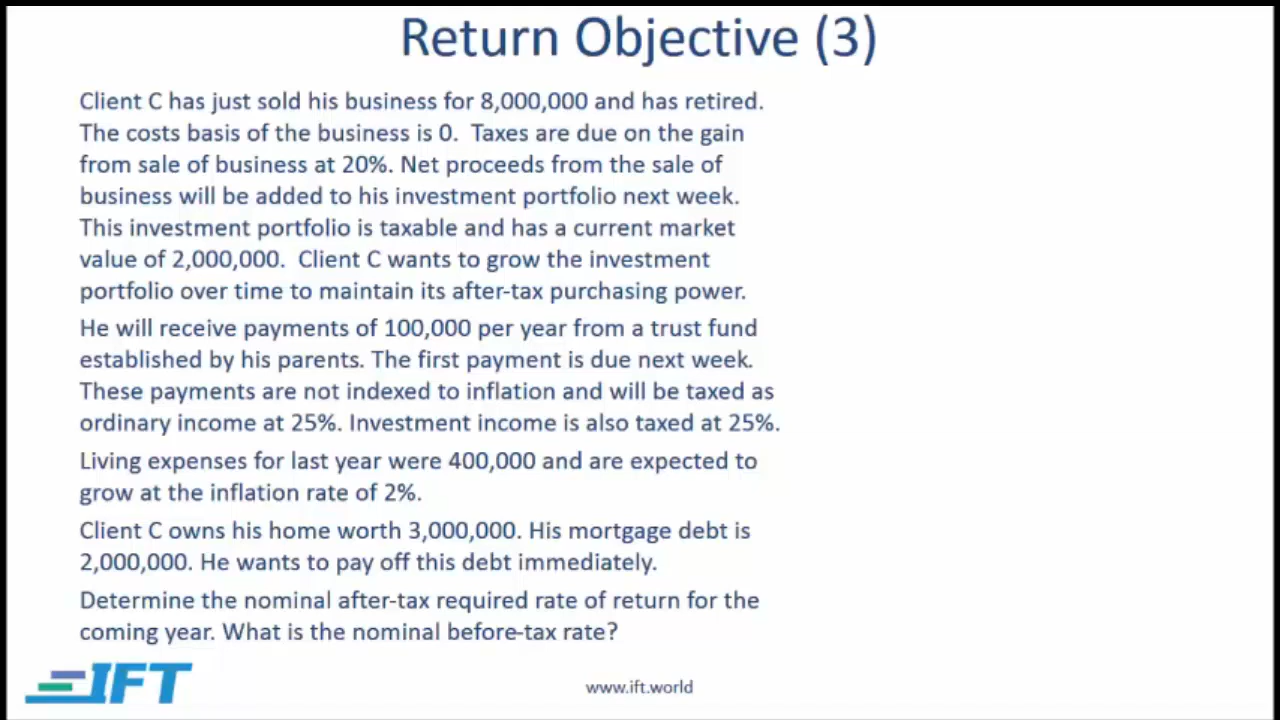 Return Objective (3)
Client C has just sold his business for 8,000,000 and has retired.
The costs basis of the business is 0.  Taxes are due on the gain
from sale of business at 20%. Net proceeds from the sale of
business will be added to his investment portfolio next week.
This investment portfolio is taxable and has a current market
value of 2,000,000.  Client C wants to grow the investment
portfolio over time to maintain its after-tax purchasing power.
He will receive payments of 100,000 per year from a trust fund
established by his parents. The first payment is due next week.
These payments are not indexed to inflation and will be taxed as
ordinary income at 25%. Investment income is also taxed at 25%.
Living expenses for last year were 400,000 and are expected to
grow at the inflation rate of 2%.
Client C owns his home worth 3,000,000. His mortgage debt is
2,000,000. He wants to pay off this debt immediately.
Determine the nominal after-tax required rate of return for the
coming year. What is the nominal before-tax rate?
IFT
www.ift.world